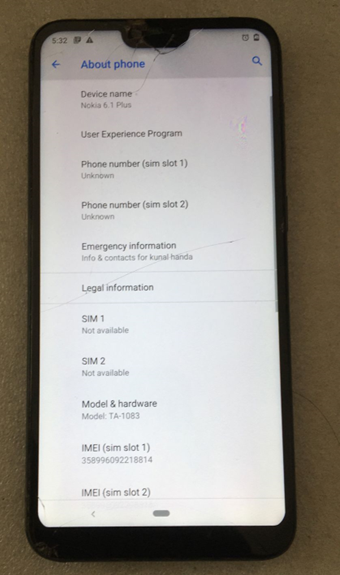 5:32
About phone
Device name
Nokia 6.1 Plus
User Experience Program
Phone number (sim slot 1)
Unknown
Phone number (sim slot 2)
Unknown
Emergency information
Info & contacts for kunal handa
Legal information
SIM 1
Not available
SIM 2
Not available
Model & hardware
Model: TA-1083
IMEI (sim slot 1)
358996092218814
IMEI (sim slot 2)